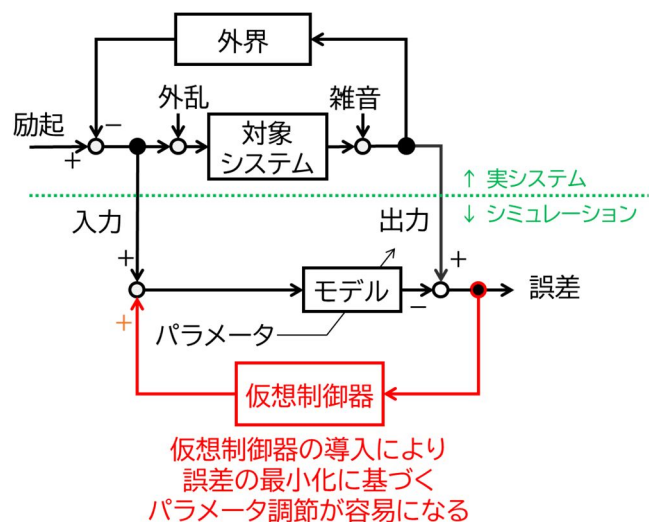 外界
励起
−
+
外乱
対象
システム
雑音
↑ 実システム
↓ シミュレーション
入力
出力
+
+
モデル
−
誤差
+
パラメータ
仮想制御器
仮想制御器の導入により
誤差の最小化に基づく
パラメータ調節が容易になる